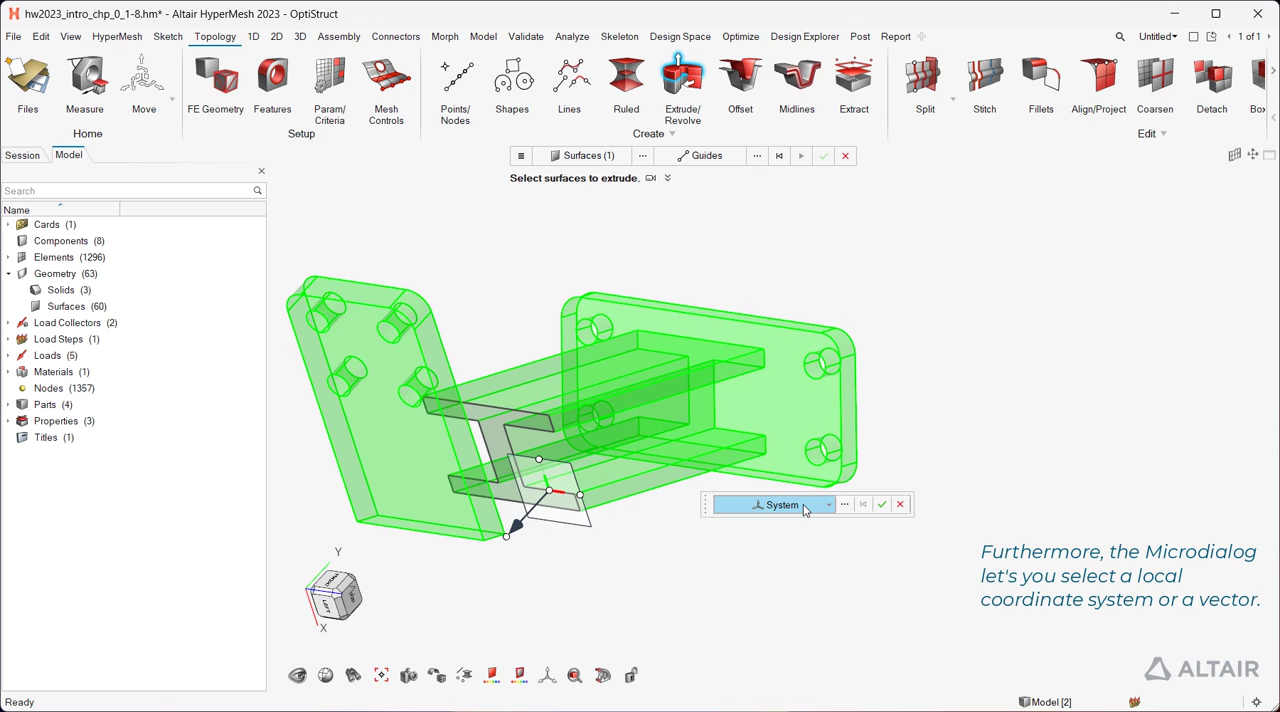 hw2023_intro_chp_0_1-8.hm* - Altair HyperMesh 2023 - OptiStruct
File Edit View HyperMesh Sketch Topology 1D 2D 3D Assembly Connectors Morph Model Validate Analyze Skeleton Design Space Optimize Design Explorer Post Report Untitled 1 of 1
Files Measure Move FE Geometry Features Param/ Criteria Mesh Controls Points/ Nodes Shapes Lines Ruled Extrude/ Revolve Offset Midlines Extract Split Stitch Fillets Align/Project Coarsen Detach Box
Home Setup Create Edit
Session Model
Surfaces (1) ... Guides ...
Select surfaces to extrude.
Search
Name
Cards (1)
Components (8)
Elements (1296)
Geometry (63)
Solids (3)
Surfaces (60)
Load Collectors (2)
Load Steps (1)
Loads (5)
Materials (1)
Nodes (1357)
Parts (4)
Properties (3)
Titles (1)
System ...
Furthermore, the Microdialog
let's you select a local
coordinate system or a vector.
Y
LEFT
X
ALTAIR
Ready Model [2]